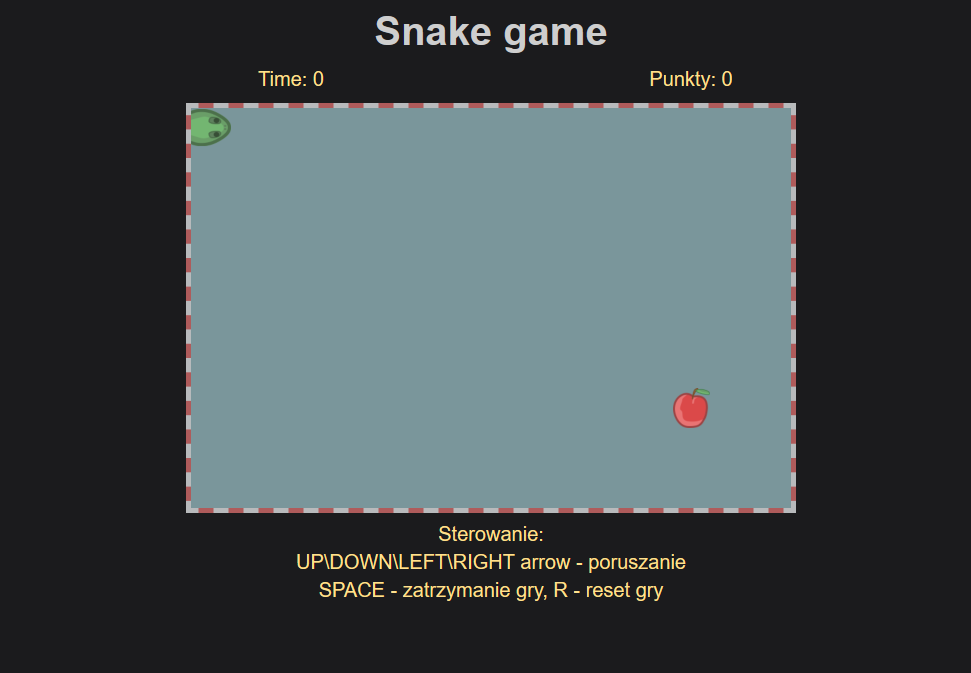 Snake game
Time: 0
Punkty: 0
Sterowanie:
UP\DOWN\LEFT\RIGHT arrow - poruszanie
SPACE - zatrzymanie gry, R - reset gry